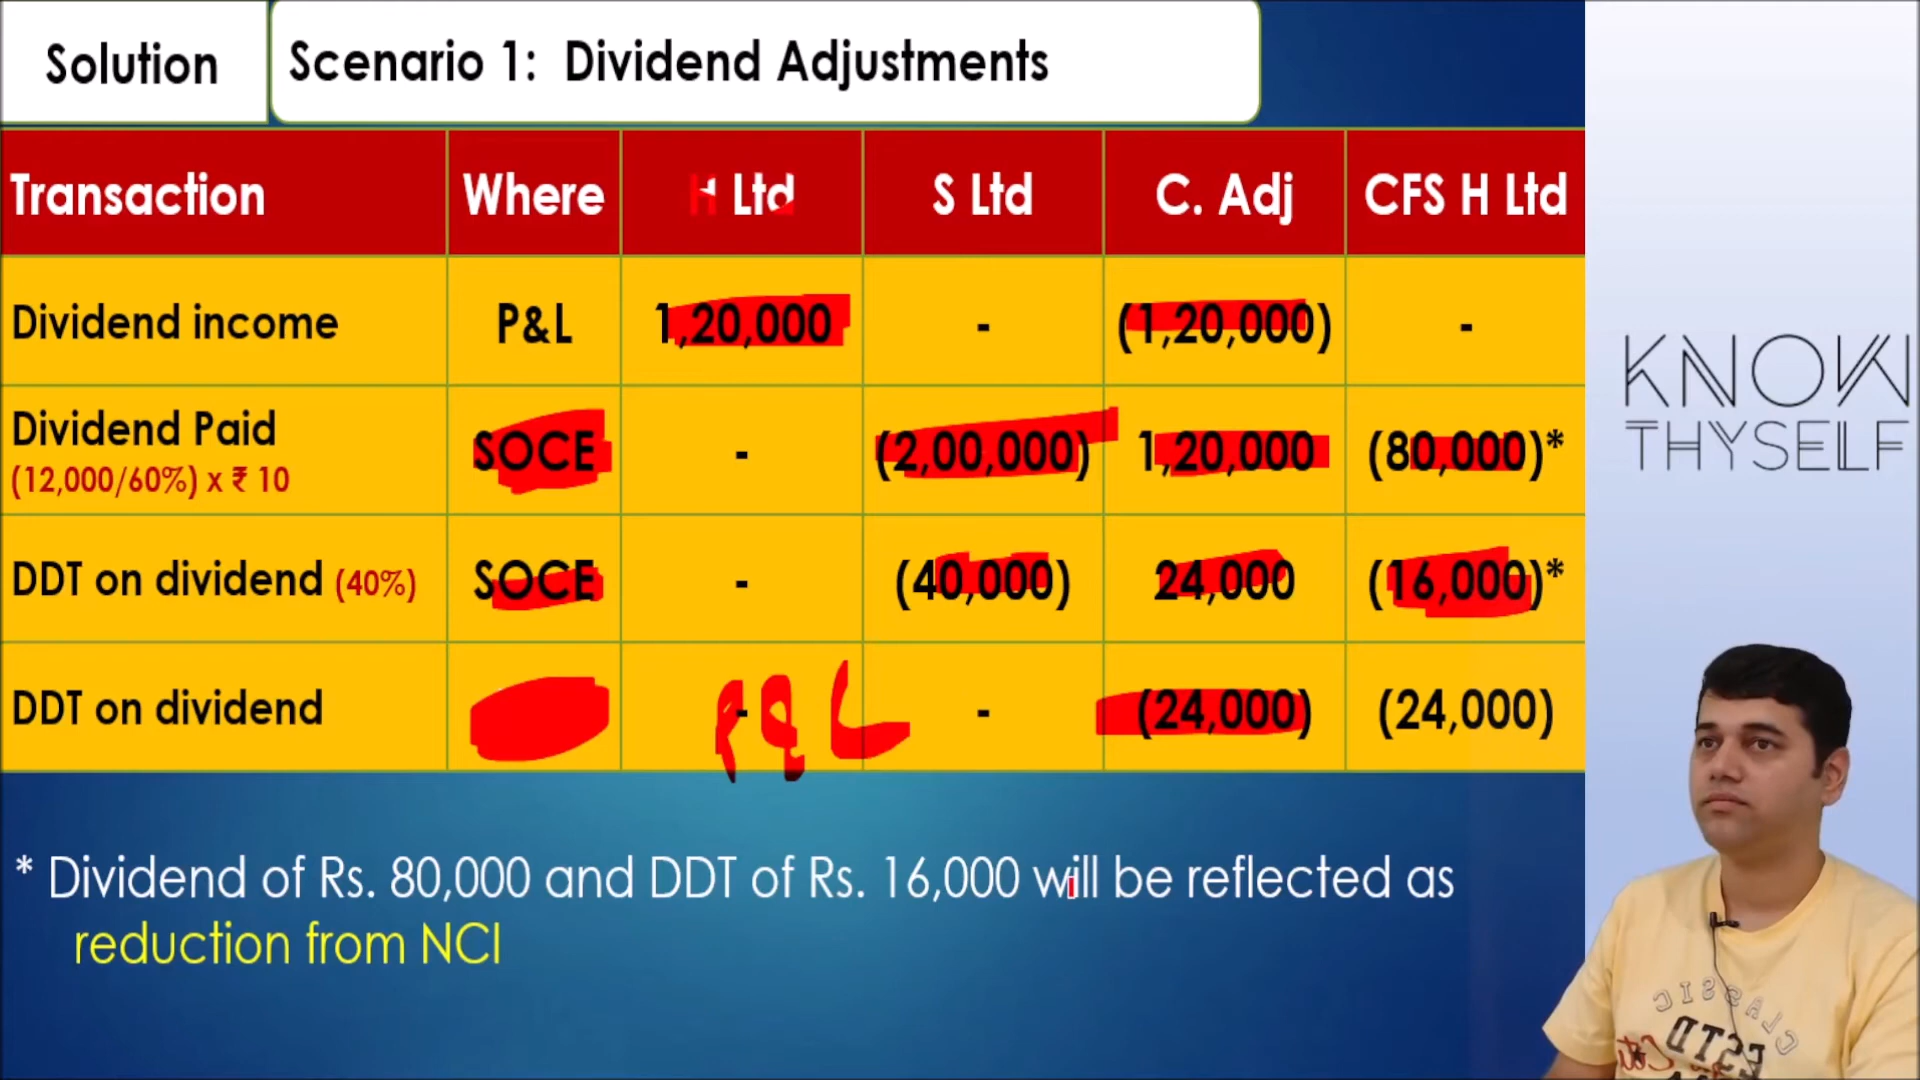 Solution
Scenario 1: Dividend Adjustments
Transaction Where H Ltd S Ltd C. Adj CFS H Ltd
Dividend income P&L 1,20,000 - (1,20,000) -
Dividend Paid SOCE - (2,00,000) 1,20,000 (80,000)*
(12,000/60%) x ₹ 10
DDT on dividend (40%) SOCE - (40,000) 24,000 (16,000)*
DDT on dividend - P&L - (24,000) (24,000)
* Dividend of Rs. 80,000 and DDT of Rs. 16,000 will be reflected as
reduction from NCI
KNOW
THYSELF
CLASSIC